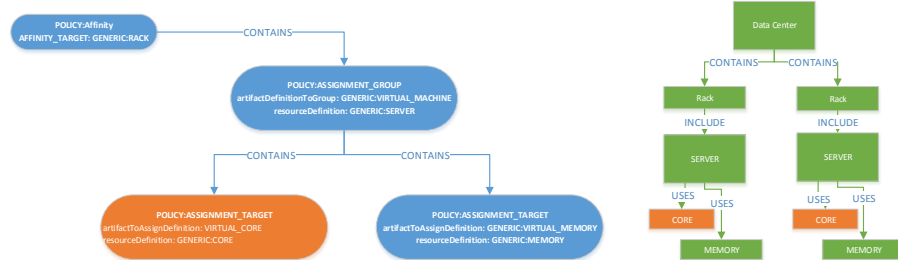 POLICY:Affinity
AFFINITY_TARGET: GENERIC:RACK
CONTAINS
POLICY:ASSIGNMENT_GROUP
artifactDefinitionToGroup: GENERIC:VIRTUAL_MACHINE
resourceDefinition: GENERIC:SERVER
CONTAINS
CONTAINS
POLICY:ASSIGNMENT_TARGET
artifactToAssignDefinition: VIRTUAL_CORE
resourceDefinition: GENERIC:CORE
POLICY:ASSIGNMENT_TARGET
artifactToAssignDefinition: GENERIC:VIRTUAL_MEMORY
resourceDefinition: GENERIC:MEMORY
Data Center
CONTAINS
CONTAINS
Rack
Rack
INCLUDE
INCLUDE
SERVER
SERVER
USES
USES
USES
USES
CORE
CORE
MEMORY
MEMORY